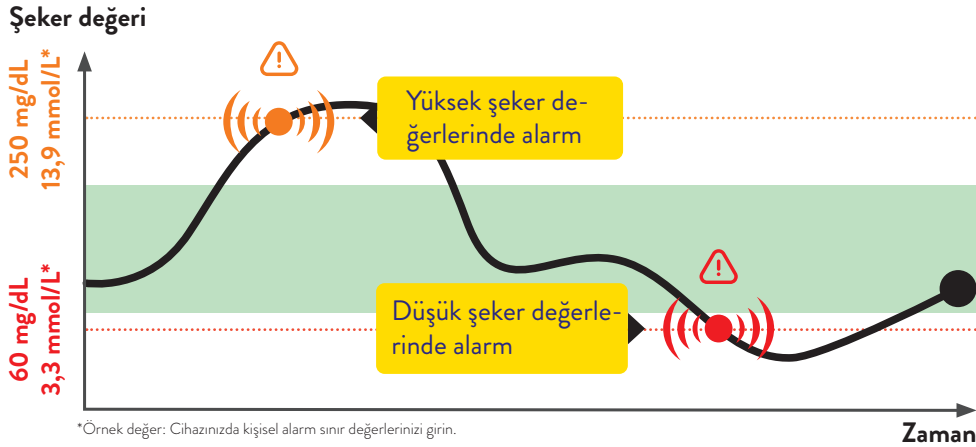 Şeker değeri
250 mg/dL
13,9 mmol/L*
Yüksek şeker de-
ğerlerinde alarm
60 mg/dL
3,3 mmol/L*
Düşük şeker değerle-
rinde alarm
*Örnek değer: Cihazınızda kişisel alarm sınır değerlerinizi girin.
Zaman